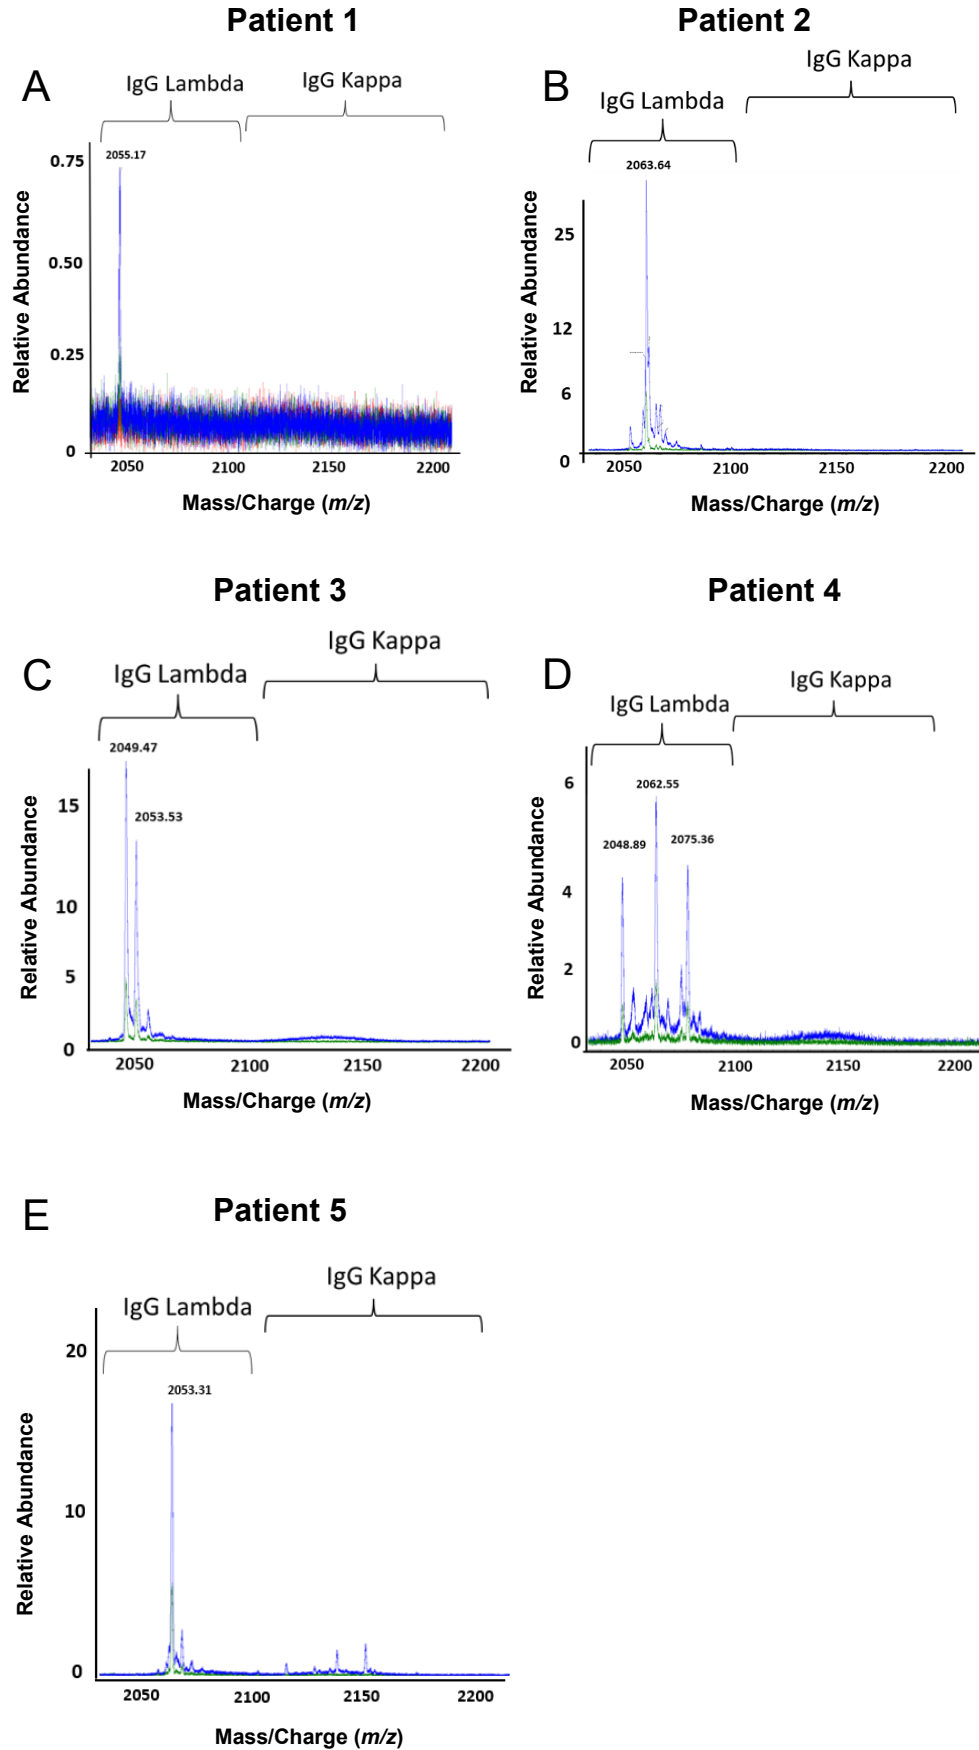 Patient 1
Patient 2
A
IgG Lambda
IgG Kappa
B
IgG Lambda
IgG Kappa
2055.17
2063.64
Relative Abundance
0.75
0.50
0.25
0
2050
2100
2150
2200
Mass/Charge (m/z)
Relative Abundance
25
12
6
0
2050
2100
2150
2200
Mass/Charge (m/z)
Patient 3
Patient 4
C
IgG Lambda
IgG Kappa
2049.47
2053.53
Relative Abundance
15
10
5
0
2050
2100
2150
2200
Mass/Charge (m/z)
D
IgG Lambda
IgG Kappa
2048.89
2062.55
2075.36
Relative Abundance
6
4
2
0
2050
2100
2150
2200
Mass/Charge (m/z)
E
Patient 5
IgG Lambda
IgG Kappa
2053.31
Relative Abundance
20
10
0
2050
2100
2150
2200
Mass/Charge (m/z)